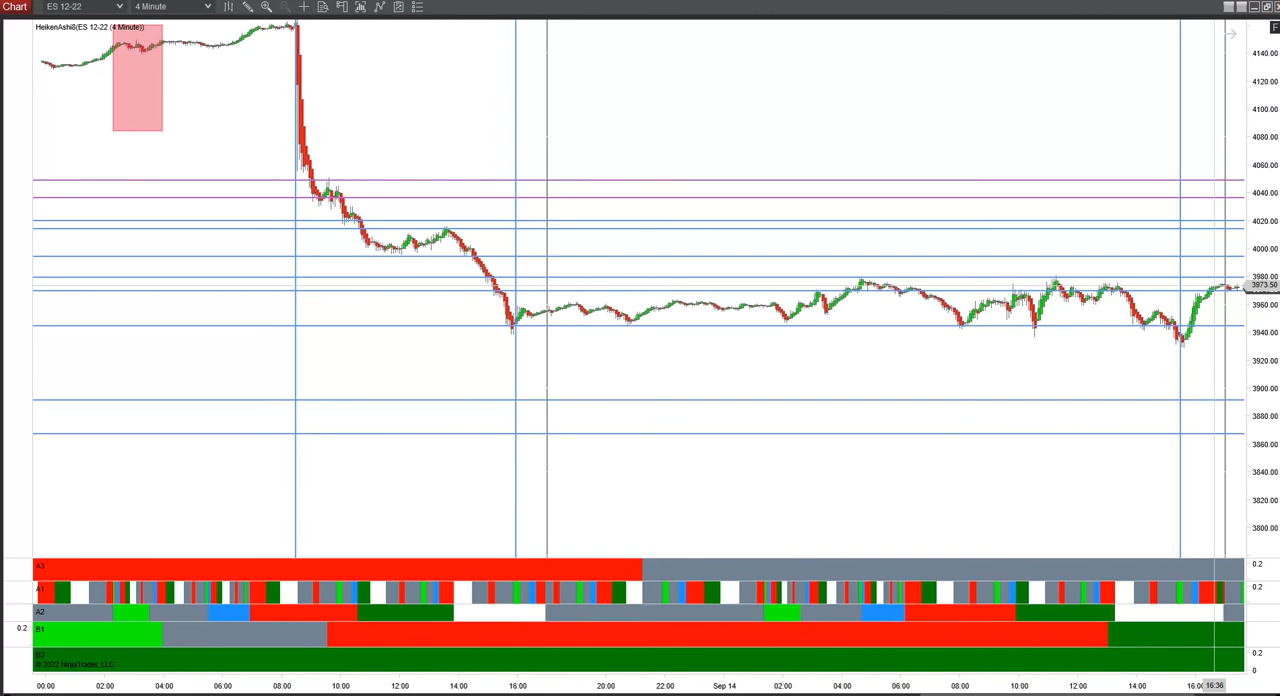 Chart ES 12-22 4 Minute
HeikenAshi8(ES 12-22 (4 Minute))
F
4140.00
4120.00
4100.00
4080.00
4060.00
4040.00
4020.00
4000.00
3980.00
3973.50
3960.00
3940.00
3920.00
3900.00
3880.00
3860.00
3840.00
3820.00
3800.00
A3 0.2
A1 0.2
A2
0.2 B1
B2 0.2
© 2022 NinjaTrader, LLC 0
00:00 02:00 04:00 06:00 08:00 10:00 12:00 14:00 16:00 20:00 22:00 Sep 14 02:00 04:00 06:00 08:00 10:00 12:00 14:00 16:00 16:36